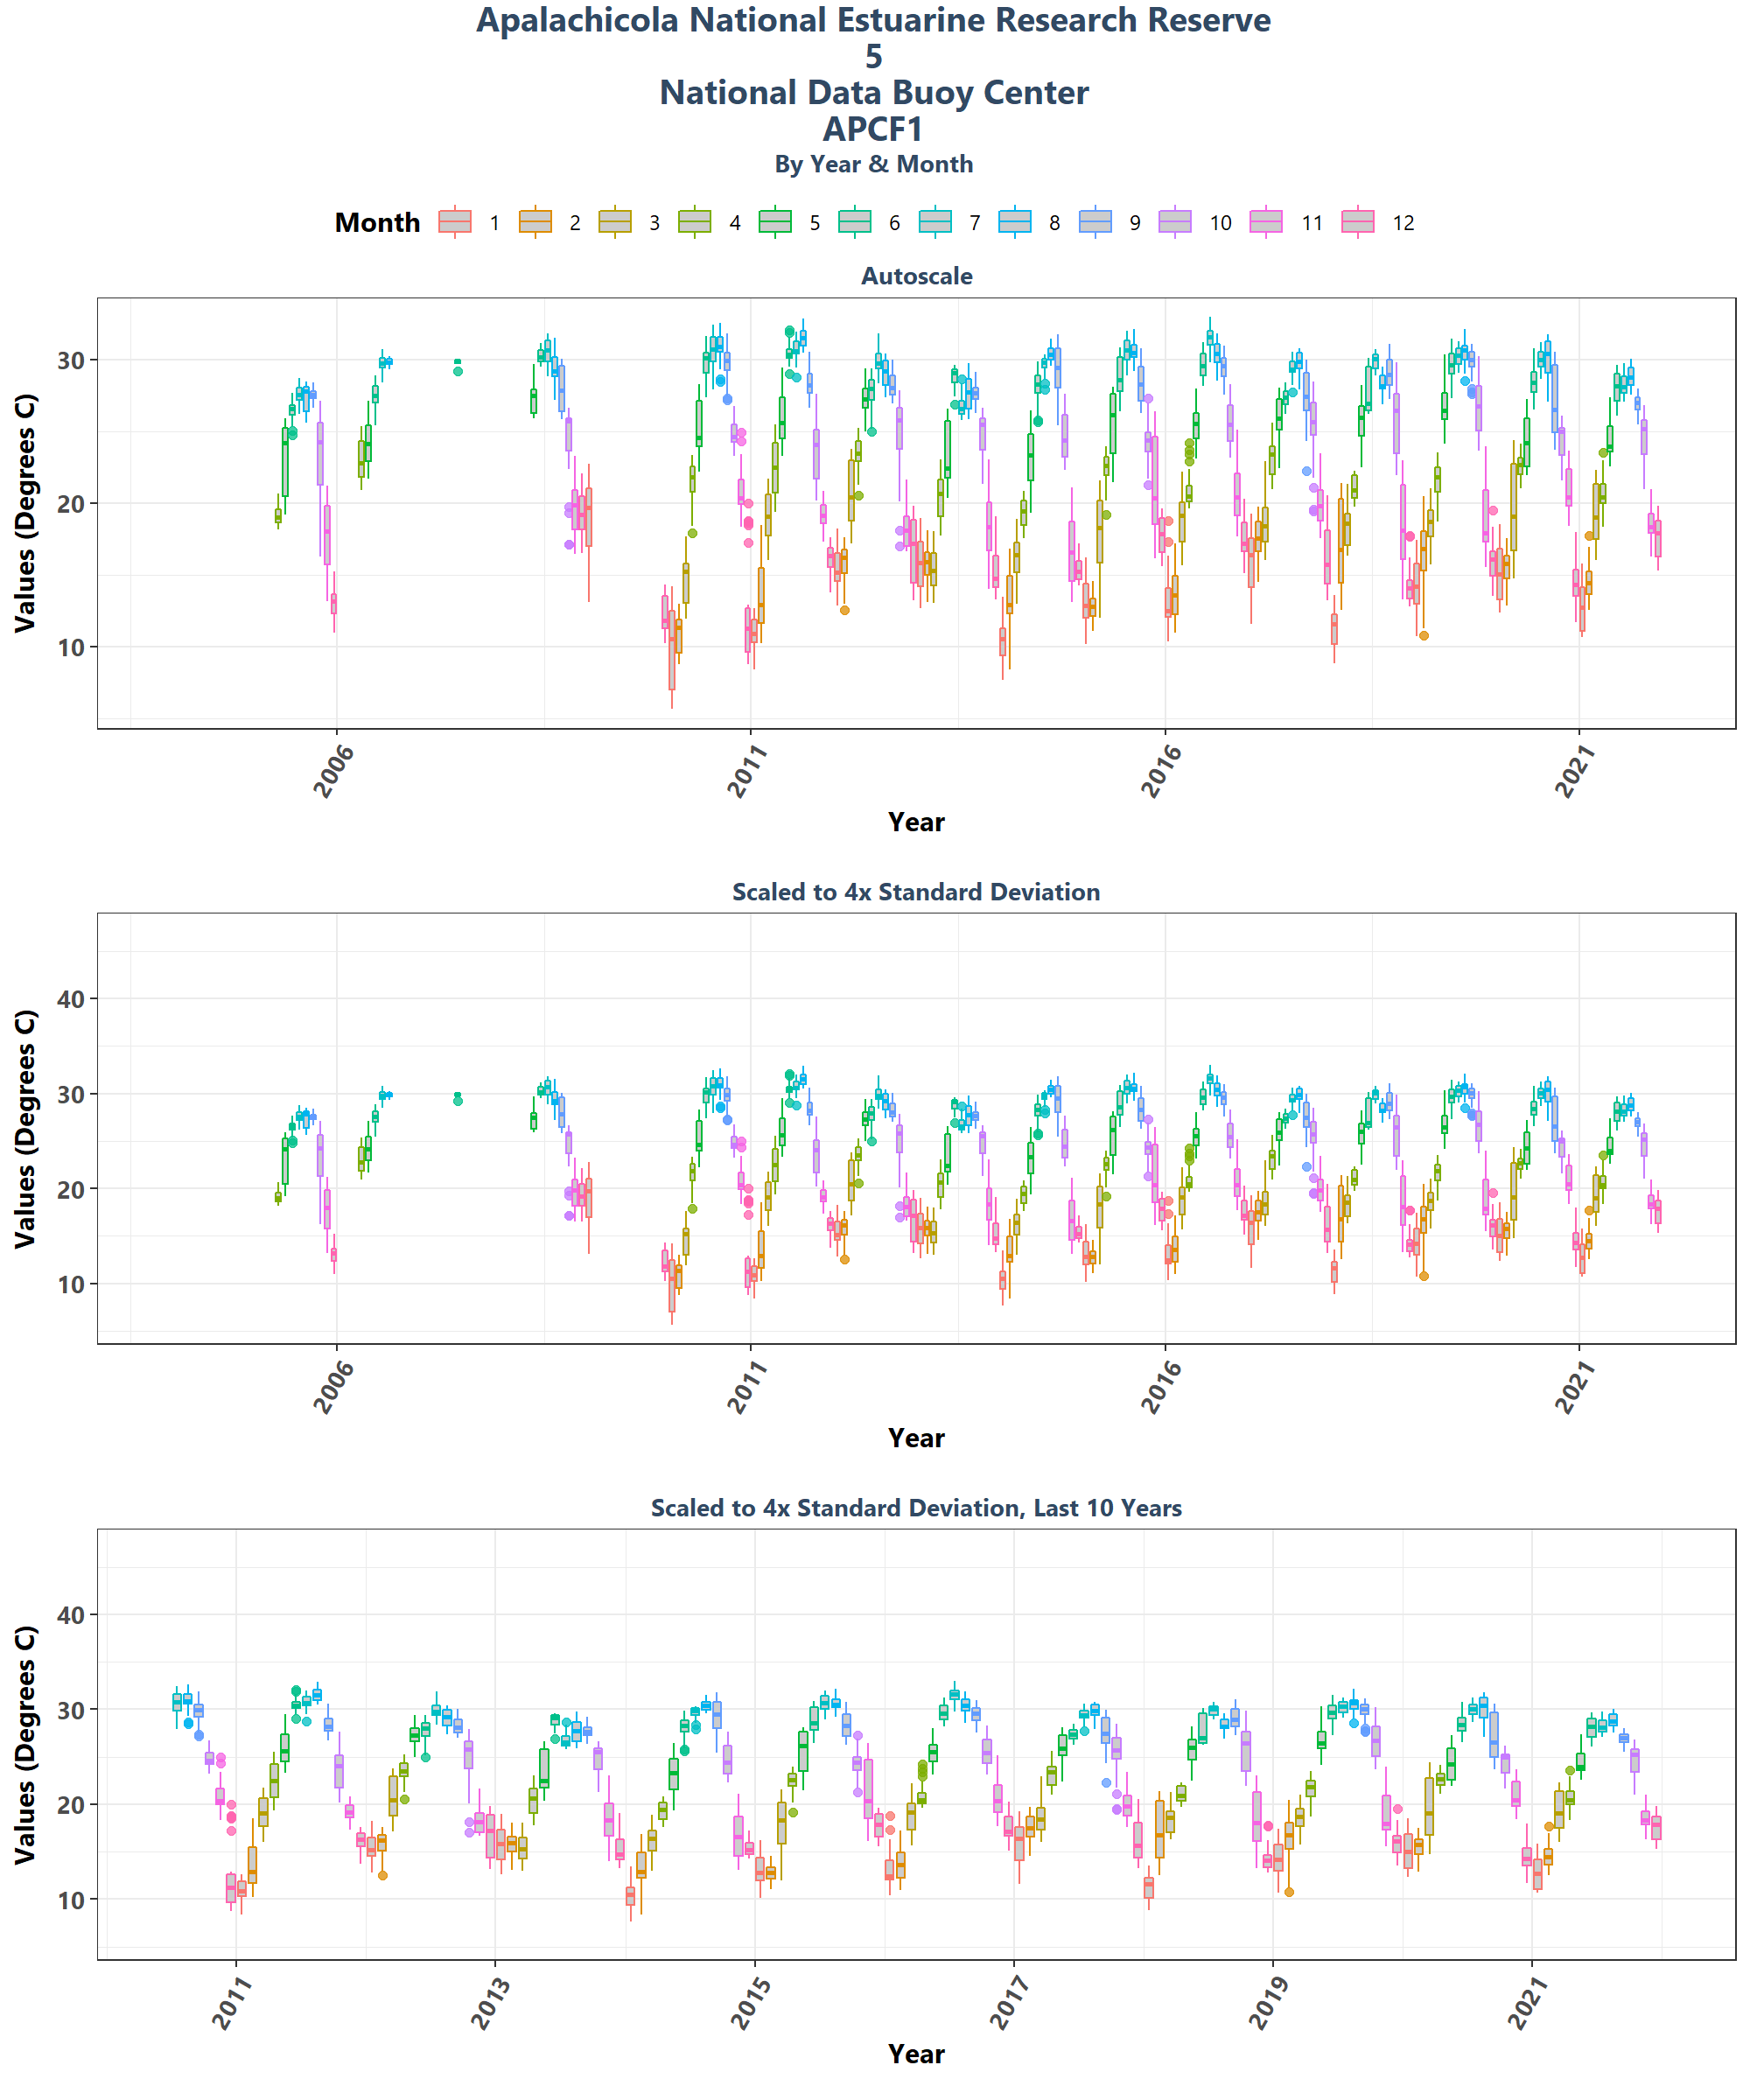 Apalachicola National Estuarine Research Reserve
5
National Data Buoy Center
APCF1
By Year & Month
Month 1 2 3 4 5 6 7 8 9 10 11 12
Autoscale
Values (Degrees C)
30
20
10
2006 2011 2016 2021
Year
Scaled to 4x Standard Deviation
Values (Degrees C)
40
30
20
10
2006 2011 2016 2021
Year
Scaled to 4x Standard Deviation, Last 10 Years
Values (Degrees C)
40
30
20
10
2011 2013 2015 2017 2019 2021
Year